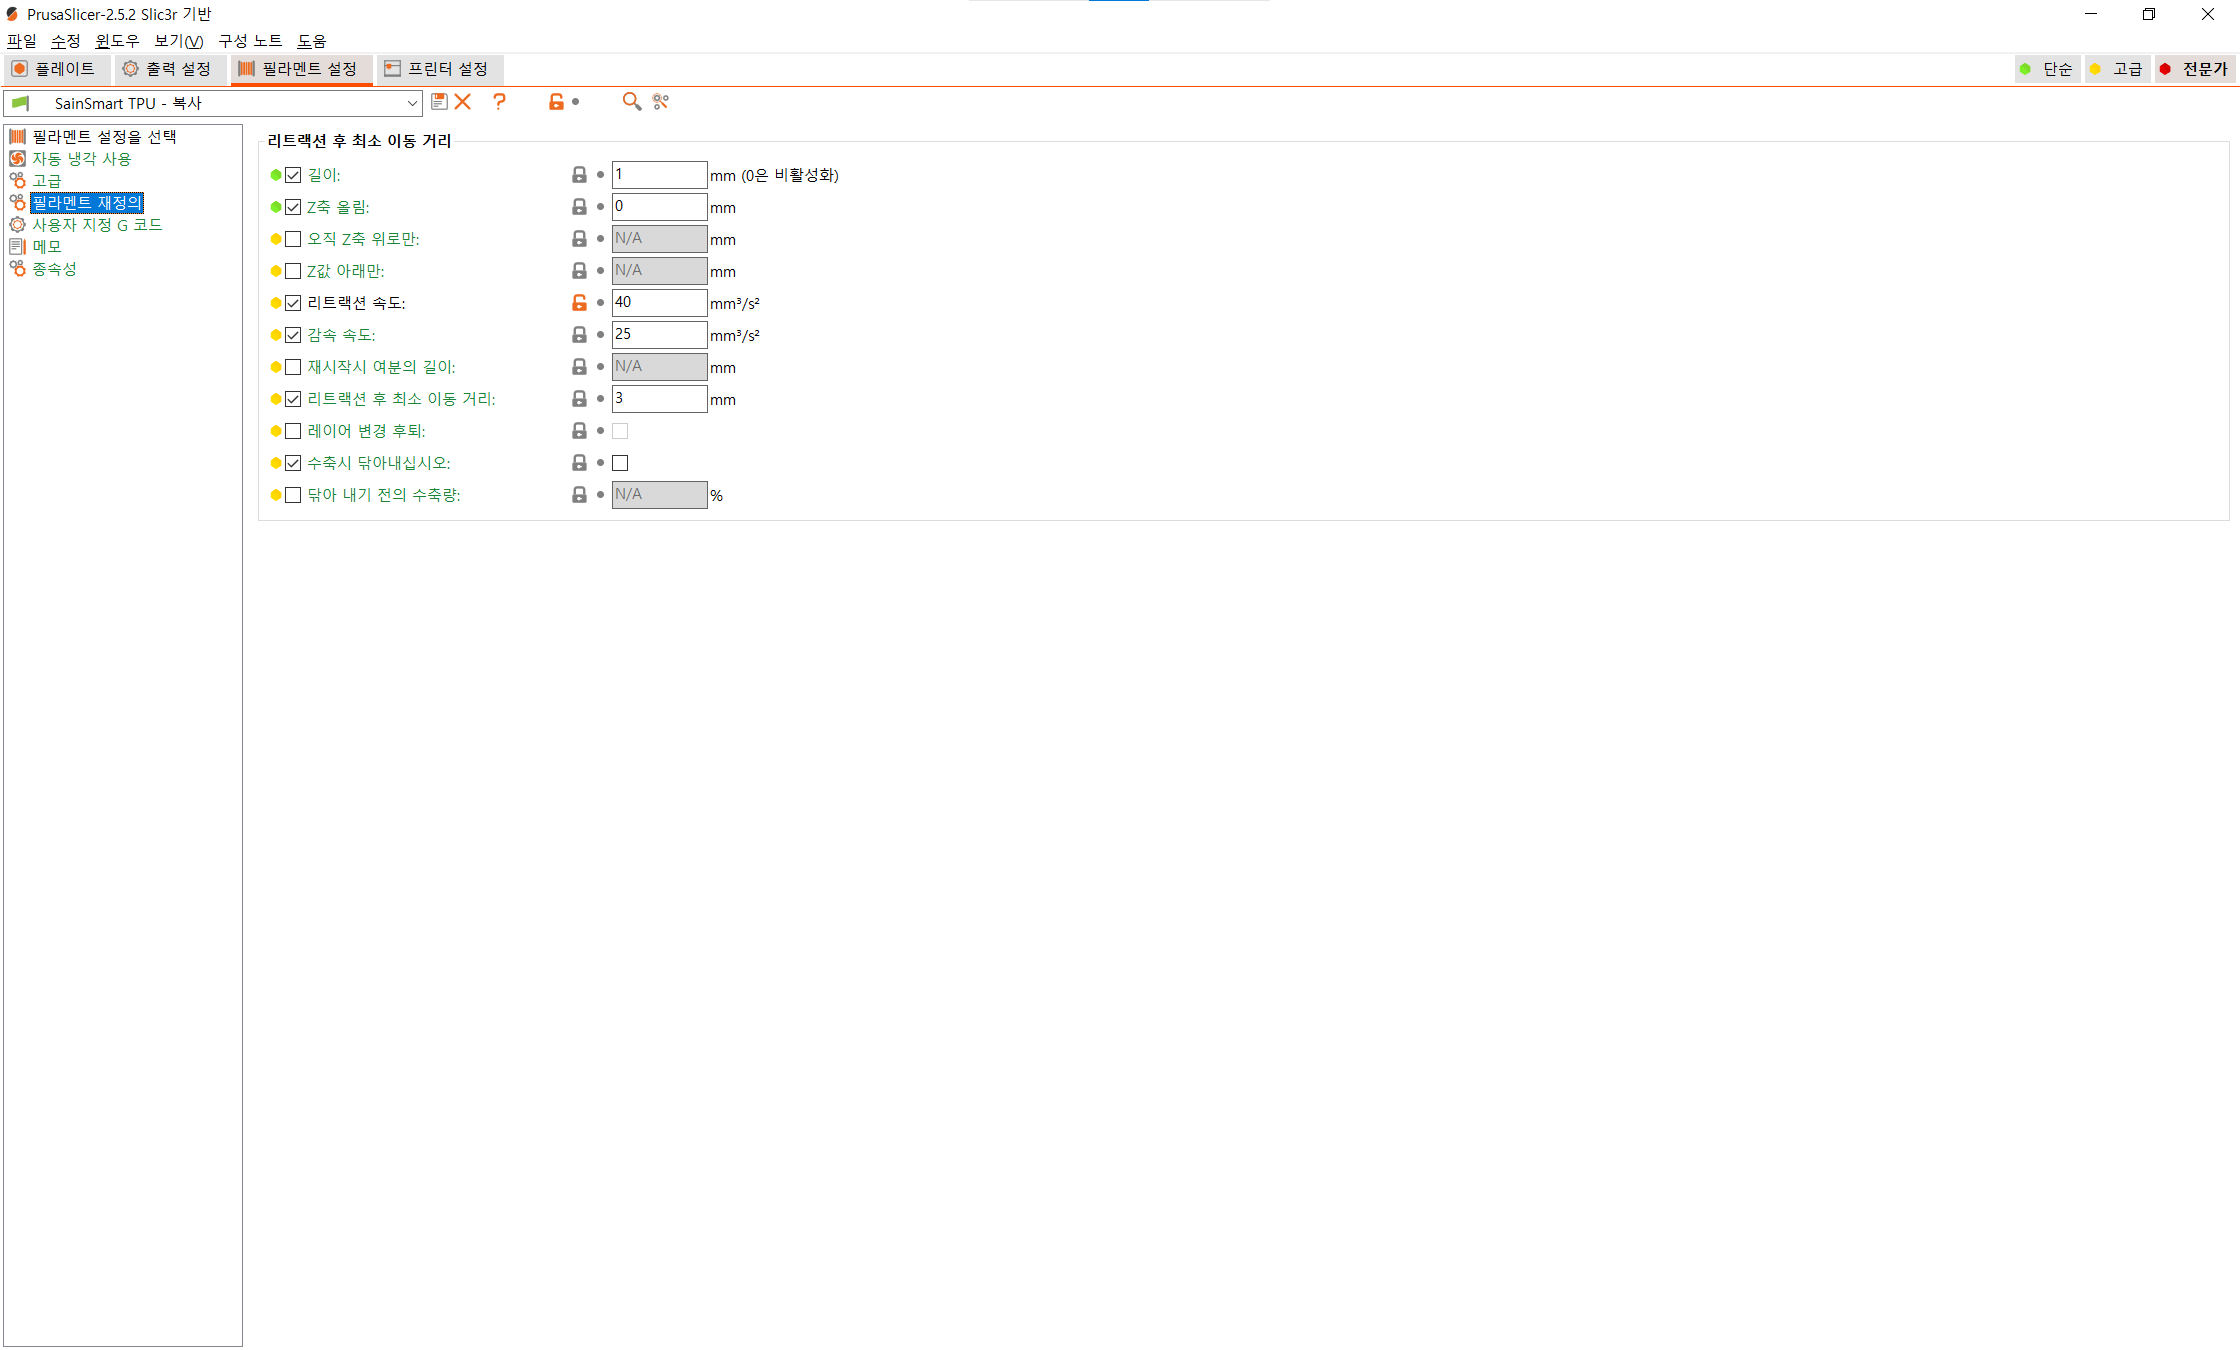 PrusaSlicer-2.5.2 Slic3r 기반
파일 수정 윈도우 보기(V) 구성 노트 도움
플레이트 출력 설정 필라멘트 설정 프린터 설정 단순 고급 전문가
SainSmart TPU - 복사
필라멘트 설정을 선택
자동 냉각 사용
고급
필라멘트 재정의
사용자 지정 G 코드
메모
종속성
리트랙션 후 최소 이동 거리
길이: 1 mm (0은 비활성화)
Z축 올림: 0 mm
오직 Z축 위로만: N/A mm
Z값 아래만: N/A mm
리트랙션 속도: 40 mm³/s²
감속 속도: 25 mm³/s²
재시작시 여분의 길이: N/A mm
리트랙션 후 최소 이동 거리: 3 mm
레이어 변경 후퇴:
수축시 닦아내십시오:
닦아 내기 전의 수축량: N/A %